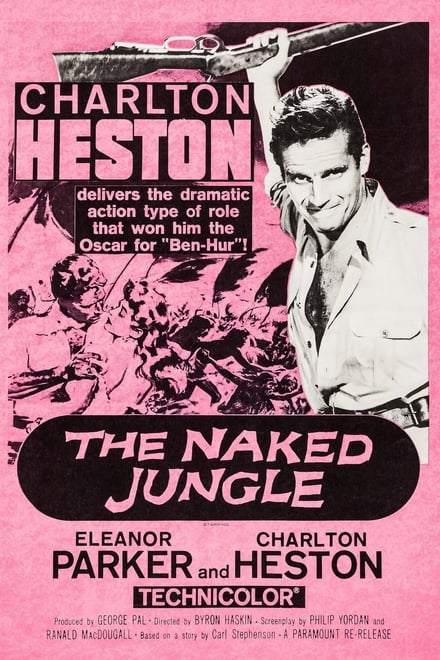 CHARLTON
HESTON
delivers the dramatic
action type of role
that won him the
Oscar for "Ben-Hur"!
THE NAKED
JUNGLE
STARRING
ELEANOR CHARLTON
PARKER and HESTON
TECHNICOLOR®
Produced by GEORGE PAL · Directed by BYRON HASKIN · Screenplay by PHILIP YORDAN and
RANALD MacDOUGALL · Based on a story by Carl Stephenson · A PARAMOUNT RE-RELEASE